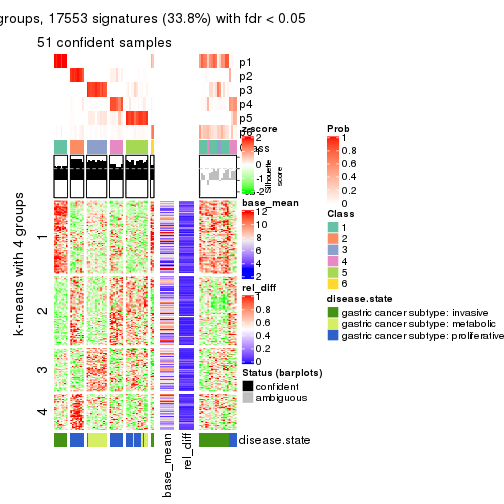 groups, 17553 signatures (33.8%) with fdr < 0.05
51 confident samples
p1
p2
p3
p4
p5
z-score
2
1
0
-1
-2
Silhouette
score
base_mean
12
10
8
6
4
2
rel_diff
1
0.8
0.6
0.4
0.2
0
Status (barplots)
confident
ambiguous
Prob
1
0.8
0.6
0.4
0.2
0
Class
1
2
3
4
5
6
disease.state
gastric cancer subtype: invasive
gastric cancer subtype: metabolic
gastric cancer subtype: proliferative
k-means with 4 groups
1
2
3
4
disease.state
base_mean
rel_diff